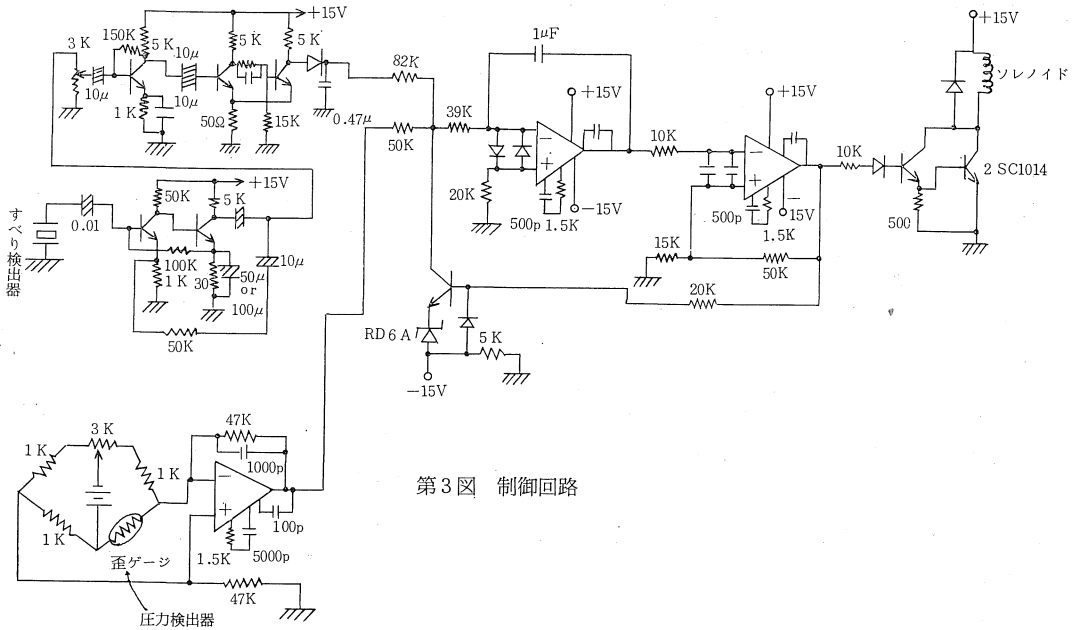 +15V
3K
150K
5K
10μ
5K
5K
10μ
1K
10μ
50Ω
15K
0.47μ
82K
50K
39K
1μF
+15V
20K
500p
1.5K
−15V
10K
+15V
500p
−
15V
1.5K
15K
50K
20K
10K
500
+15V
ソレノイド
2SC1014
すべり検出器
0.01
50K
+15V
5K
100K
1K
30
50μ
or
100μ
10μ
50K
RD6A
5K
−15V
1K
3K
1K
1K
歪ゲージ
圧力検出器
47K
1000p
100p
1.5K
5000p
47K
第3図 制御回路